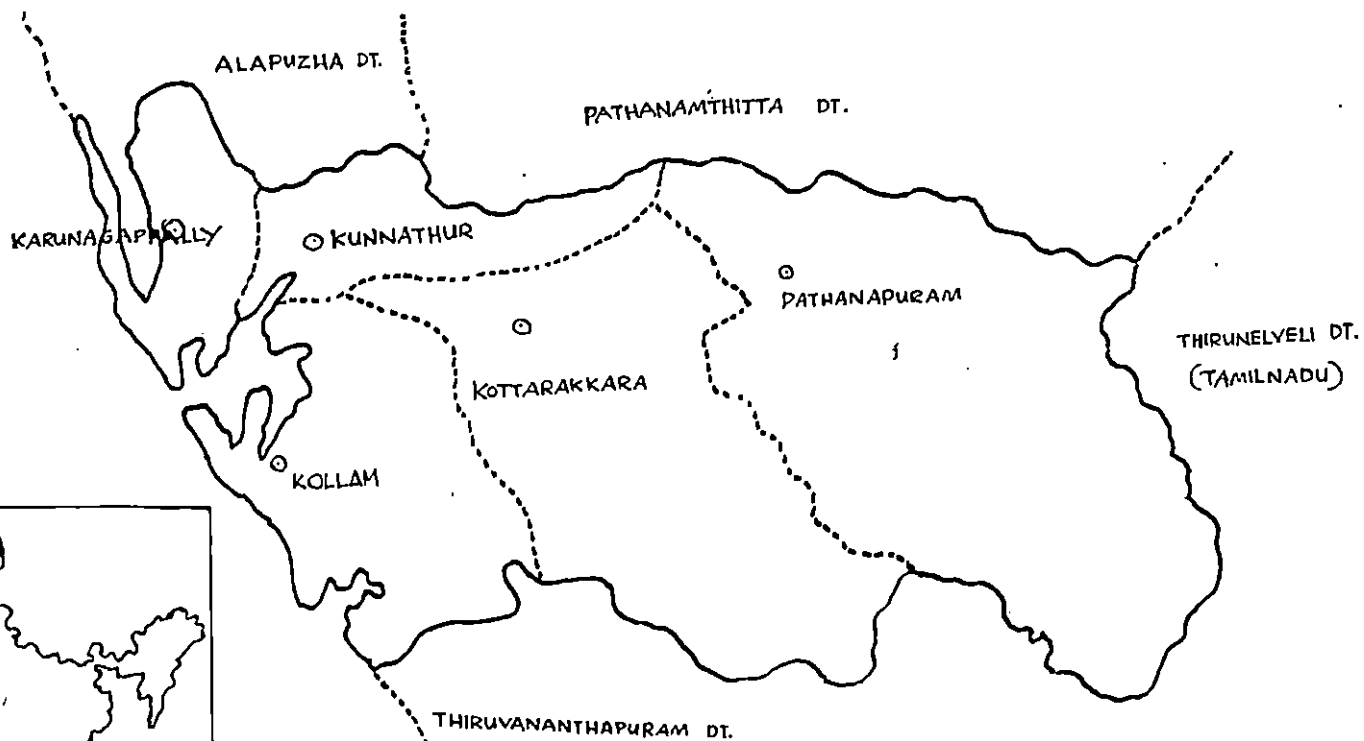 ALAPUZHA DT.
PATHANAMTHITTA DT.
KARUNAGAPPALLY
KUNNATHUR
PATHANAPURAM
THIRUNELVELI DT.
(TAMILNADU)
KOTTARAKKARA
KOLLAM
THIRUVANANTHAPURAM DT.